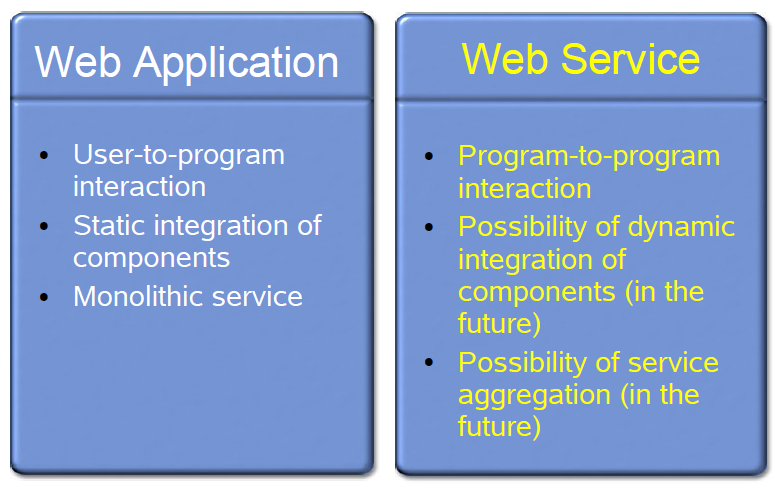 Web Application
• User-to-program
interaction
• Static integration of
components
• Monolithic service
Web Service
• Program-to-program
interaction
• Possibility of dynamic
integration of
components (in the
future)
• Possibility of service
aggregation (in the
future)